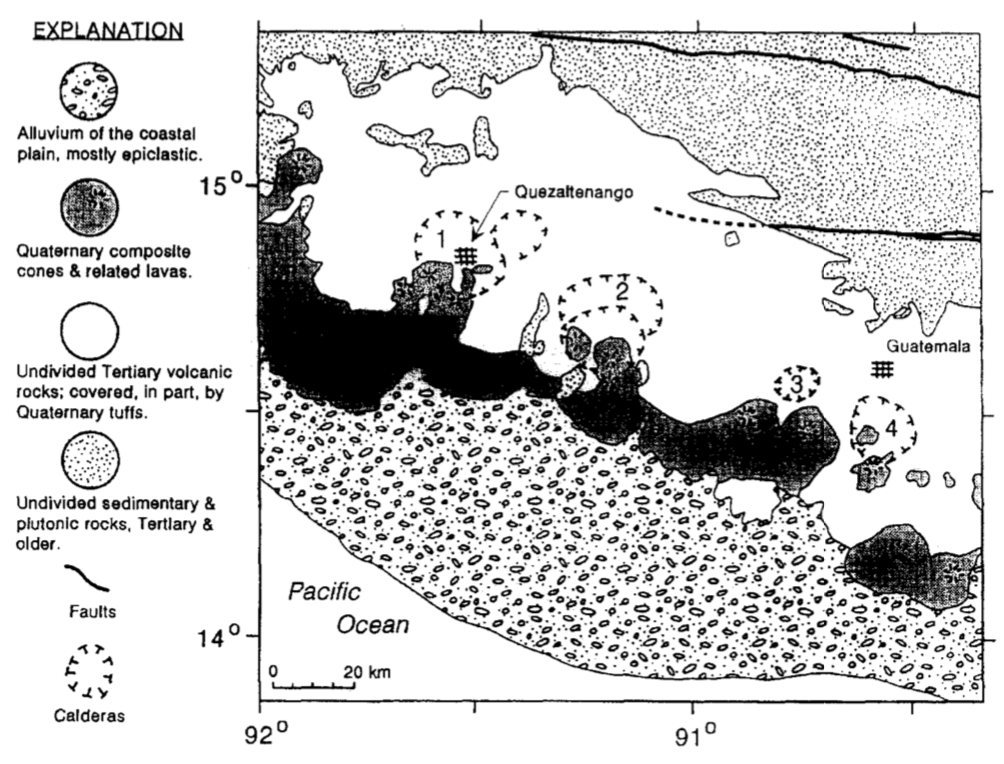 EXPLANATION
Alluvium of the coastal
plain, mostly epiclastic.
Quaternary composite
cones & related lavas.
Undivided Tertiary volcanic
rocks; covered, in part, by
Quaternary tuffs.
Undivided sedimentary &
plutonic rocks, Tertiary &
older.
Faults
Calderas
15°
14°
92°
91°
Quezaltenango
1
2
3
4
Guatemala
Pacific
Ocean
0 20 km